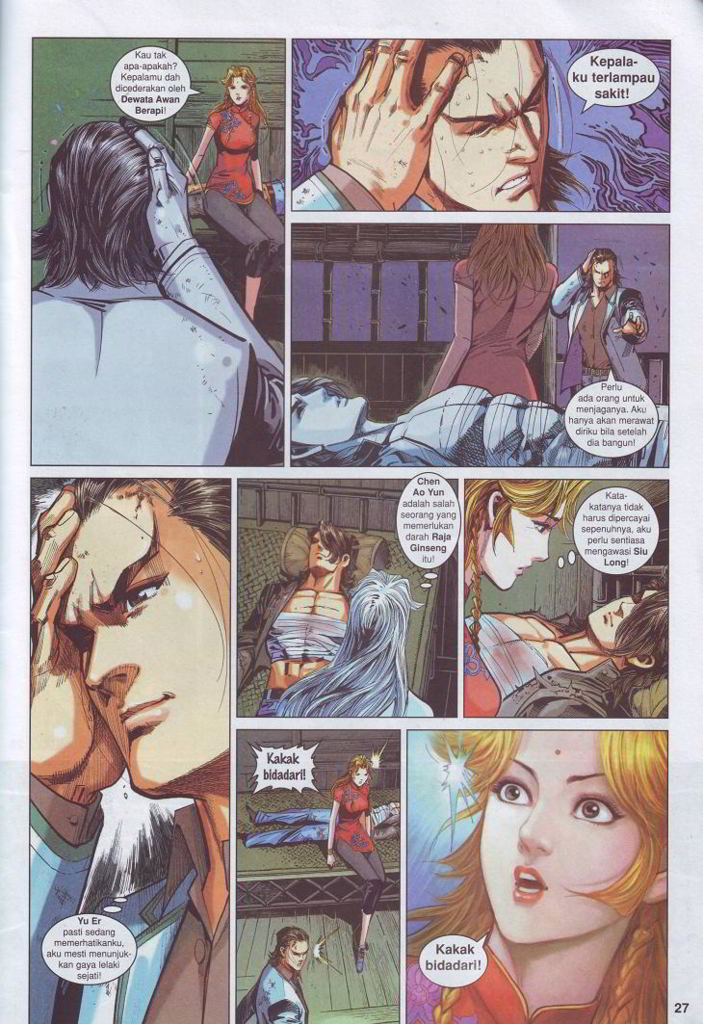 Kau tak
apa-apakah?
Kepalamu dah
dicederakan oleh
Dewata Awan
Berapi!
Kepala-
ku terlampau
sakit!
Perlu
ada orang untuk
menjaganya. Aku
hanya akan merawat
diriku bila setelah
dia bangun!
Chen
Ao Yun
adalah salah
seorang yang
memerlukan
darah Raja
Ginseng
itu!
Kata-
katanya tidak
harus dipercayai
sepenuhnya, aku
perlu sentiasa
mengawasi Siu
Long!
Yu Er
pasti sedang
memerhatikanku,
aku mesti menunjuk-
kkan gaya lelaki
sejati!
Kakak
bidadari!
Kakak
bidadari!
27